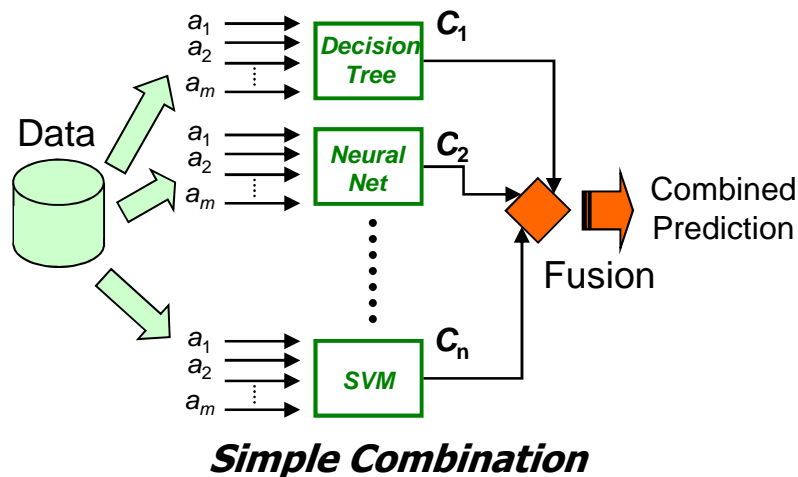 Data
a1
a2
am
Decision
Tree
C1
a1
a2
am
Neural
Net
C2
a1
a2
am
SVM
Cn
Fusion
Combined
Prediction
Simple Combination